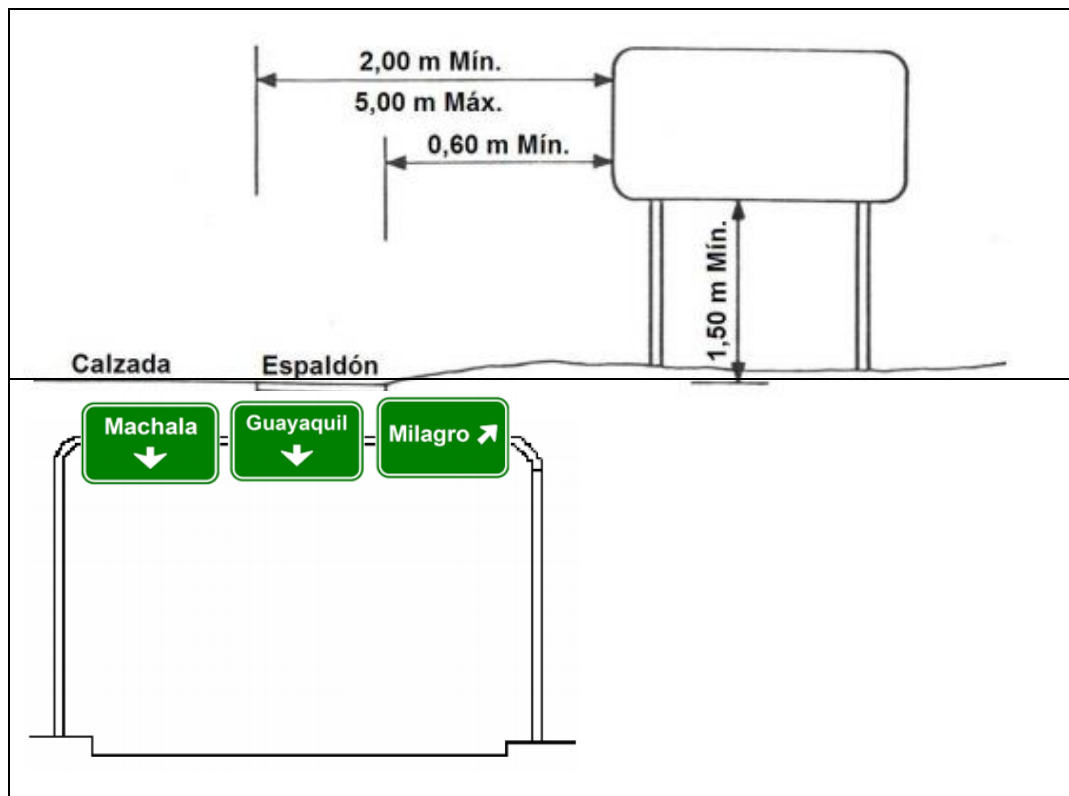 2,00 m Mín.
5,00 m Máx.
0,60 m Mín.
1,50 m Mín.
Calzada
Espaldón
Machala
Guayaquil
Milagro